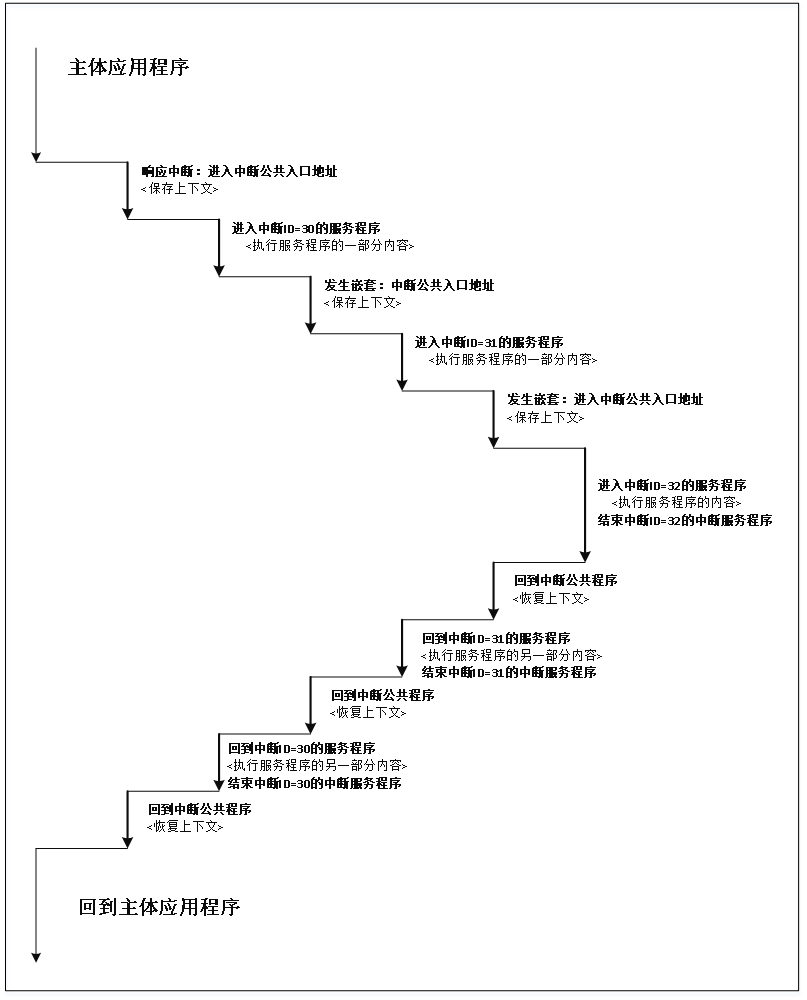 主体应用程序
响应中断：进入中断公共入口地址
<保存上下文>
进入中断ID=30的服务程序
<执行服务程序的一部分内容>
发生嵌套：中断公共入口地址
<保存上下文>
进入中断ID=31的服务程序
<执行服务程序的一部分内容>
发生嵌套：进入中断公共入口地址
<保存上下文>
进入中断ID=32的服务程序
<执行服务程序的内容>
结束中断ID=32的中断服务程序
回到中断公共程序
<恢复上下文>
回到中断ID=31的服务程序
<执行服务程序的另一部分内容>
结束中断ID=31的中断服务程序
回到中断公共程序
<恢复上下文>
回到中断ID=30的服务程序
<执行服务程序的另一部分内容>
结束中断ID=30的中断服务程序
回到中断公共程序
<恢复上下文>
回到主体应用程序